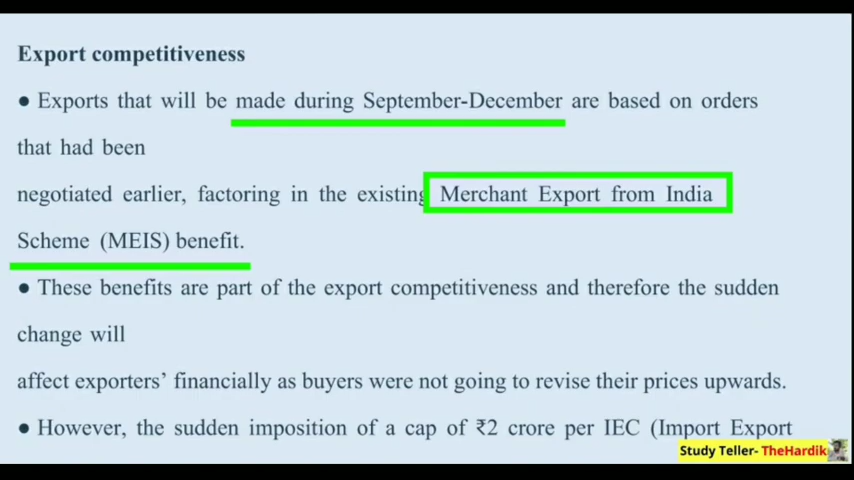 Export competitiveness
● Exports that will be made during September-December are based on orders
that had been
negotiated earlier, factoring in the existing Merchant Export from India
Scheme (MEIS) benefit.
● These benefits are part of the export competitiveness and therefore the sudden
change will
affect exporters’ financially as buyers were not going to revise their prices upwards.
● However, the sudden imposition of a cap of ₹2 crore per IEC (Import Export
Study Teller- TheHardik